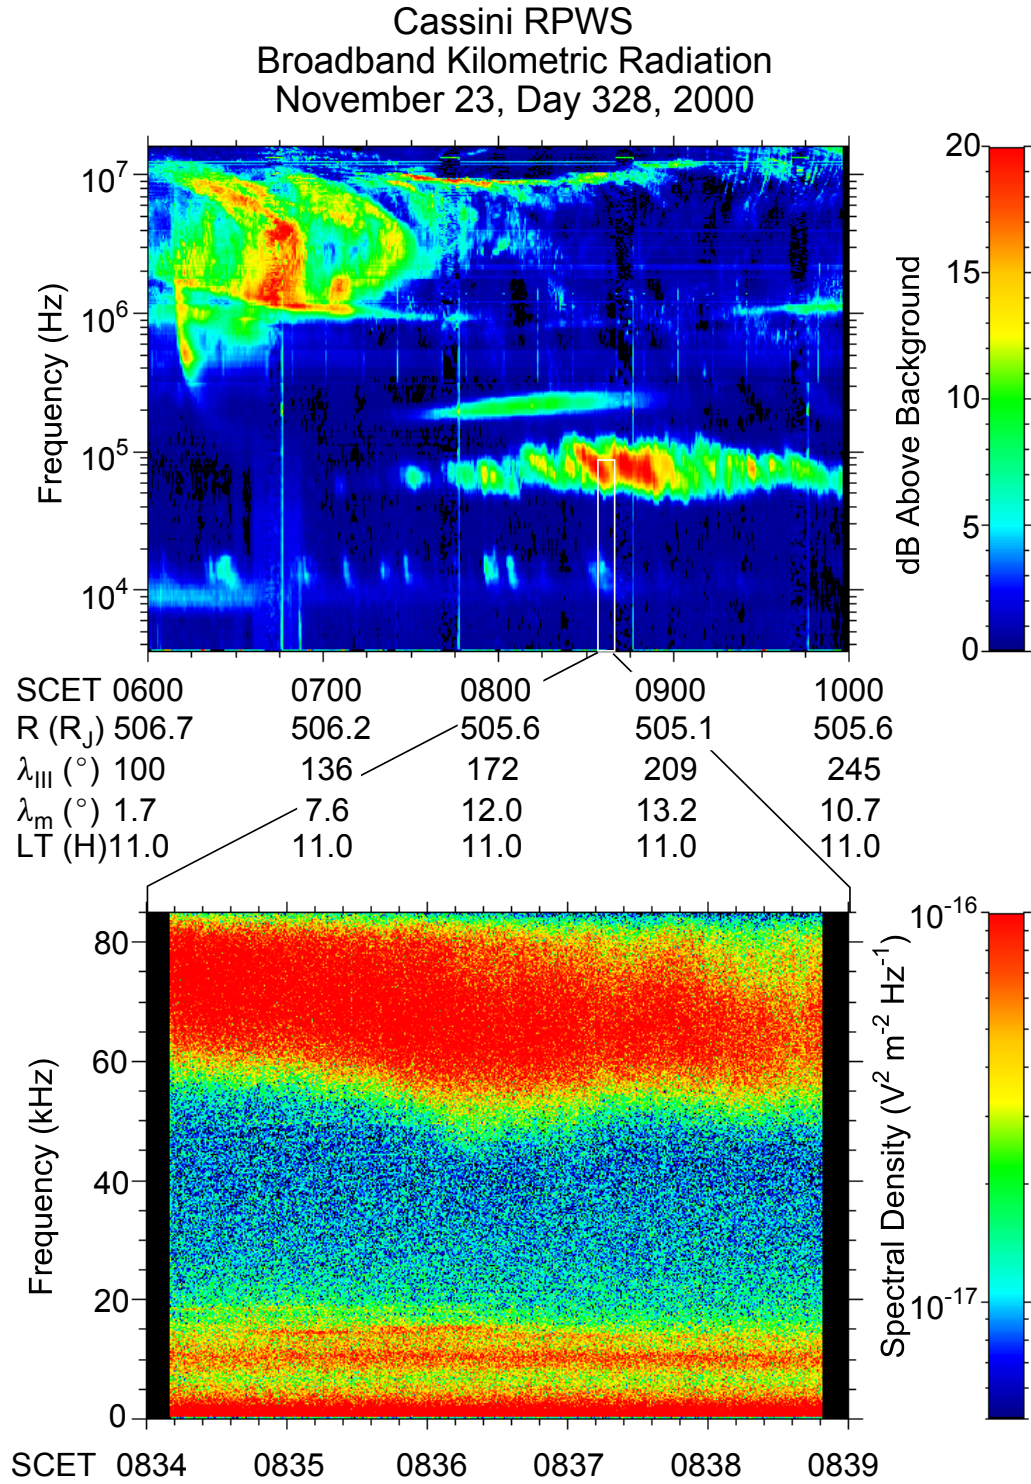 Cassini RPWS
Broadband Kilometric Radiation
November 23, Day 328, 2000
Frequency (Hz)
10⁷
10⁶
10⁵
10⁴
20
15
10
5
0
dB Above Background
SCET 0600 0700 0800 0900 1000
R (R_J) 506.7 506.2 505.6 505.1 505.6
λ_III (°) 100 136 172 209 245
λ_m (°) 1.7 7.6 12.0 13.2 10.7
LT (H) 11.0 11.0 11.0 11.0 11.0
Frequency (kHz)
80
60
40
20
0
10⁻¹⁶
10⁻¹⁷
Spectral Density (V² m⁻² Hz⁻¹)
SCET 0834 0835 0836 0837 0838 0839